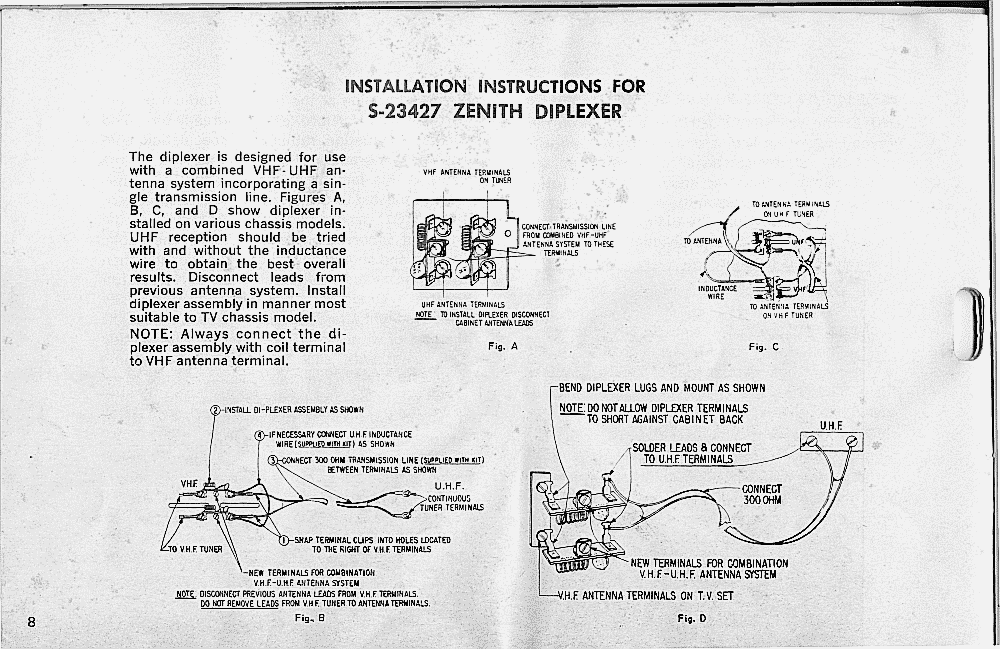 INSTALLATION INSTRUCTIONS FOR
S-23427 ZENITH DIPLEXER
The diplexer is designed for use
with a combined VHF-UHF an-
tenna system incorporating a sin-
gle transmission line. Figures A,
B, C, and D show diplexer in-
stalled on various chassis models.
UHF reception should be tried
with and without the inductance
wire to obtain the best overall
results. Disconnect leads from
previous antenna system. Install
diplexer assembly in manner most
suitable to TV chassis model.
NOTE: Always connect the di-
plexer assembly with coil terminal
to VHF antenna terminal.
VHF ANTENNA TERMINALS
ON TUNER
CONNECT TRANSMISSION LINE
FROM COMBINED VHF-UHF
ANTENNA SYSTEM TO THESE
TERMINALS
UHF ANTENNA TERMINALS
NOTE: TO INSTALL DIPLEXER DISCONNECT
CABINET ANTENNA LEADS
Fig. A
TO ANTENNA TERMINALS
ON UHF TUNER
TO ANTENNA
UHF
INDUCTANCE
WIRE
VHF
TO ANTENNA TERMINALS
ON VHF TUNER
Fig. C
2-INSTALL DI-PLEXER ASSEMBLY AS SHOWN
4-IF NECESSARY CONNECT U.H.F. INDUCTANCE
WIRE (SUPPLIED WITH KIT) AS SHOWN
3-CONNECT 300 OHM TRANSMISSION LINE (SUPPLIED WITH KIT)
BETWEEN TERMINALS AS SHOWN
V.H.F.
U.H.F.
CONTINUOUS
TUNER TERMINALS
1-SNAP TERMINAL CLIPS INTO HOLES LOCATED
TO THE RIGHT OF V.H.F. TERMINALS
TO V.H.F. TUNER
NEW TERMINALS FOR COMBINATION
V.H.F.-U.H.F. ANTENNA SYSTEM
NOTE: DISCONNECT PREVIOUS ANTENNA LEADS FROM V.H.F. TERMINALS.
DO NOT REMOVE LEADS FROM V.H.F. TUNER TO ANTENNA TERMINALS.
Fig. B
BEND DIPLEXER LUGS AND MOUNT AS SHOWN
NOTE: DO NOT ALLOW DIPLEXER TERMINALS
TO SHORT AGAINST CABINET BACK
U.H.F.
SOLDER LEADS & CONNECT
TO U.H.F. TERMINALS
CONNECT
300 OHM
NEW TERMINALS FOR COMBINATION
V.H.F.-U.H.F. ANTENNA SYSTEM
V.H.F. ANTENNA TERMINALS ON T.V. SET
Fig. D
8